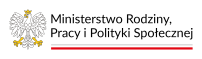 Ministerstwo Rodziny,
Pracy i Polityki Społecznej